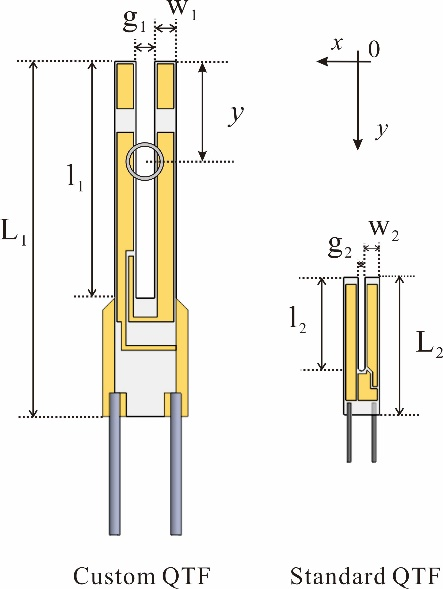 w₁
g₁
x
0
y
y
l₁
L₁
g₂
w₂
l₂
L₂
Custom QTF
Standard QTF